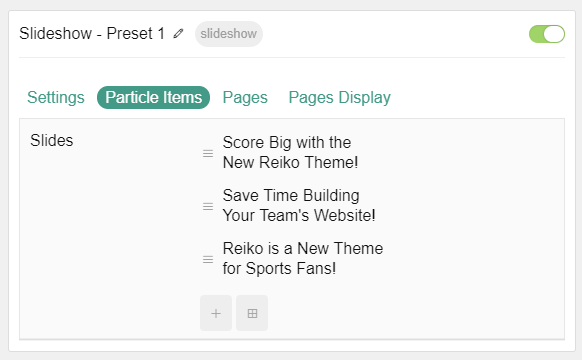 Slideshow - Preset 1 slideshow
Settings Particle Items Pages Pages Display
Slides
Score Big with the
New Reiko Theme!
Save Time Building
Your Team's Website!
Reiko is a New Theme
for Sports Fans!